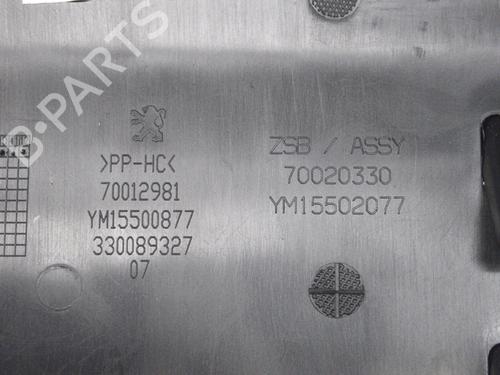 B-PARTS
>PP-HC<
70012981
YM15500877
330089327
07
ZSB / ASSY
70020330
YM15502077